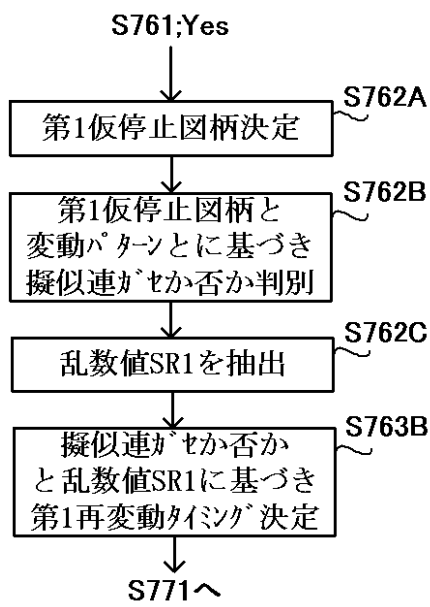 S761;Yes
S762A
第1仮停止図柄決定
S762B
第1仮停止図柄と
変動ﾊﾟﾀｰﾝとに基づき
擬似連ｶﾞｾか否か判別
S762C
乱数値SR1を抽出
S763B
擬似連ｶﾞｾか否か
と乱数値SR1に基づき
第1再変動ﾀｲﾐﾝｸﾞ決定
S771へ